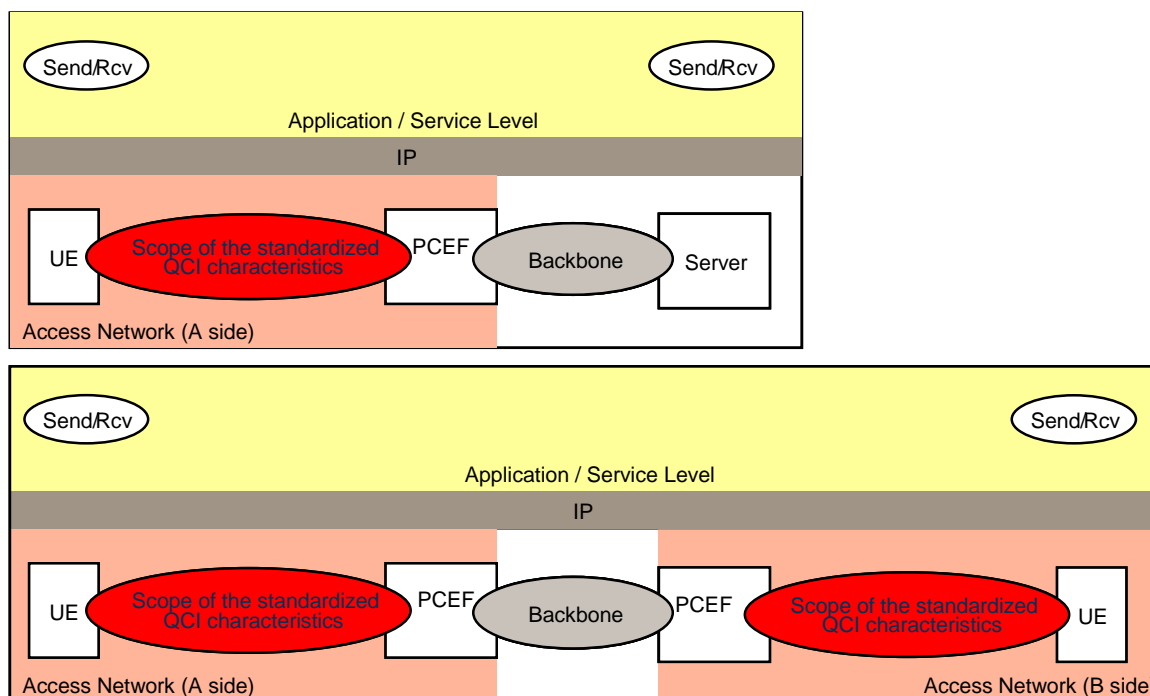 Send/Rcv
Send/Rcv
Application / Service Level
IP
UE
Scope of the standardized
QCI characteristics
PCEF
Backbone
Server
Access Network (A side)
Send/Rcv
Send/Rcv
Application / Service Level
IP
UE
Scope of the standardized
QCI characteristics
PCEF
Backbone
PCEF
Scope of the standardized
QCI characteristics
UE
Access Network (A side)
Access Network (B side